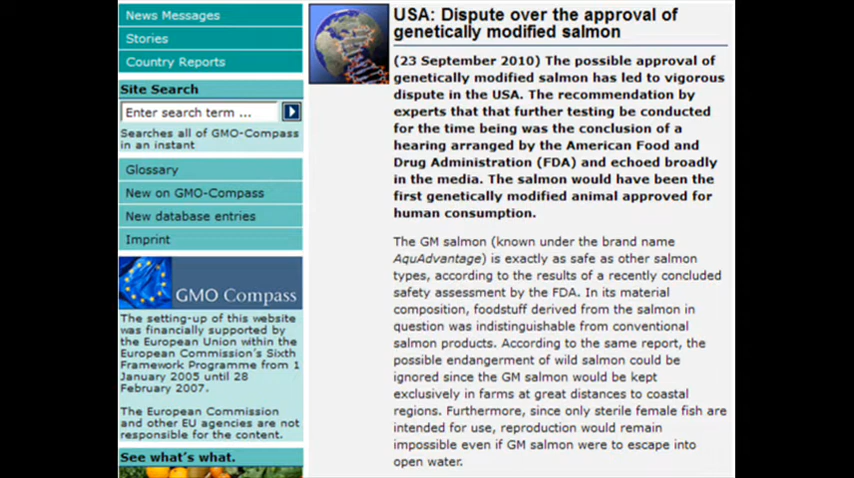 News Messages
Stories
Country Reports
Site Search
Enter search term ...
Searches all of GMO-Compass
in an instant
Glossary
New on GMO-Compass
New database entries
Imprint
GMO Compass
The setting-up of this website
was financially supported by
the European Union within the
European Commission's Sixth
Framework Programme from 1
January 2005 until 28
February 2007.
The European Commission
and other EU agencies are not
responsible for the content.
See what's what.
USA: Dispute over the approval of
genetically modified salmon
(23 September 2010) The possible approval of
genetically modified salmon has led to vigorous
dispute in the USA. The recommendation by
experts that that further testing be conducted
for the time being was the conclusion of a
hearing arranged by the American Food and
Drug Administration (FDA) and echoed broadly
in the media. The salmon would have been the
first genetically modified animal approved for
human consumption.
The GM salmon (known under the brand name
AquAdvantage) is exactly as safe as other salmon
types, according to the results of a recently concluded
safety assessment by the FDA. In its material
composition, foodstuff derived from the salmon in
question was indistinguishable from conventional
salmon products. According to the same report, the
possible endangerment of wild salmon could be
ignored since the GM salmon would be kept
exclusively in farms at great distances to coastal
regions. Furthermore, since only sterile female fish are
intended for use, reproduction would remain
impossible even if GM salmon were to escape into
open water.